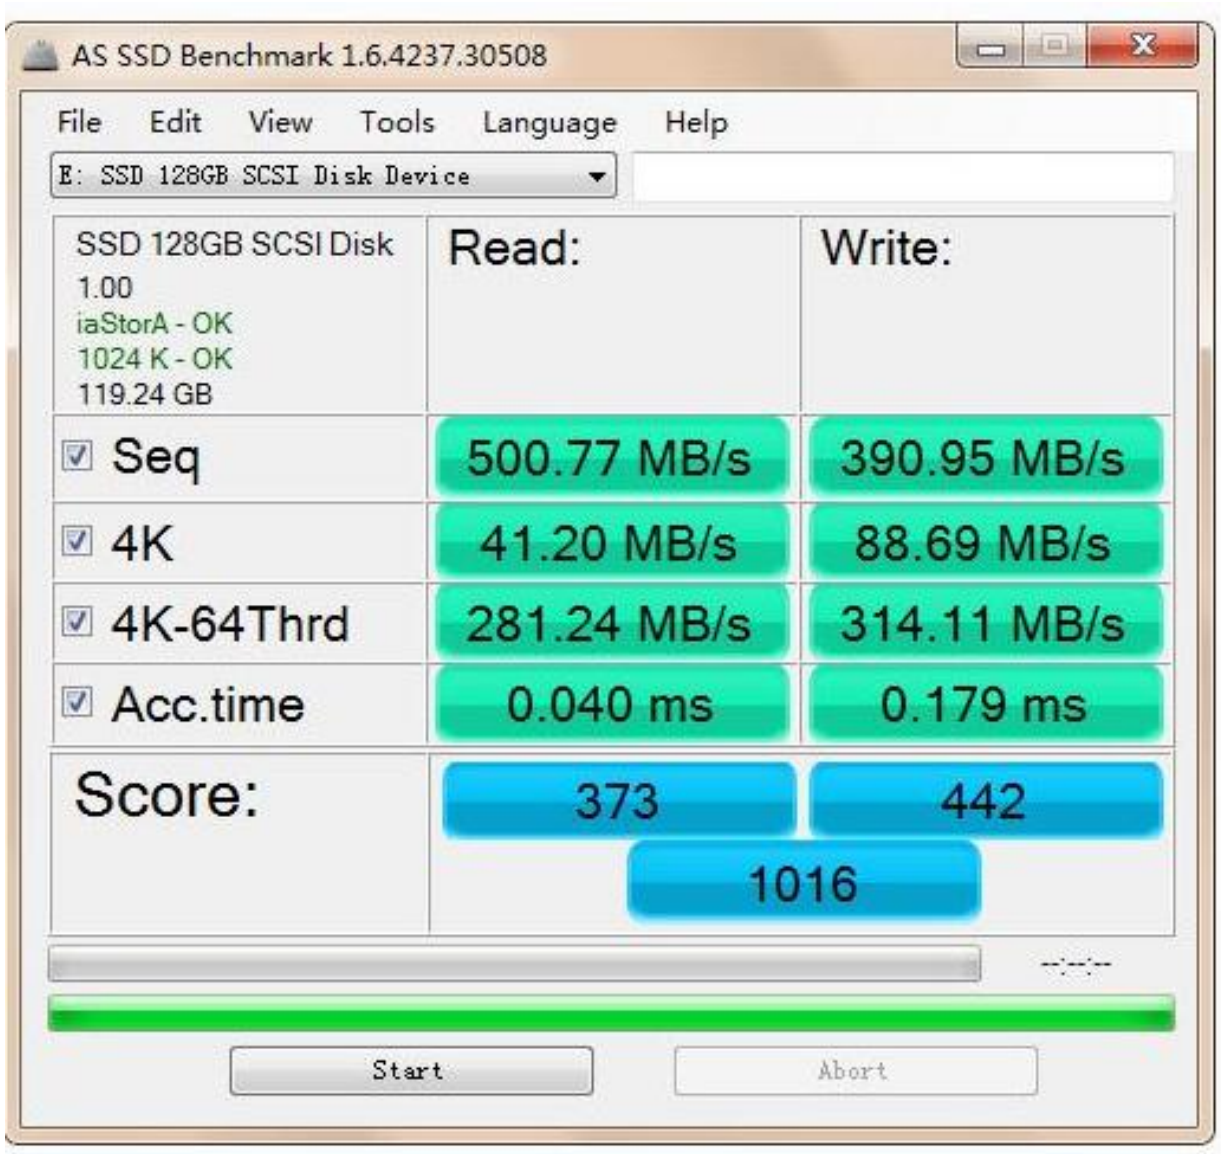 AS SSD Benchmark 1.6.4237.30508
File Edit View Tools Language Help
E: SSD 128GB SCSI Disk Device
SSD 128GB SCSI Disk
1.00
iaStorA - OK
1024 K - OK
119.24 GB
Read: Write:
Seq 500.77 MB/s 390.95 MB/s
4K 41.20 MB/s 88.69 MB/s
4K-64Thrd 281.24 MB/s 314.11 MB/s
Acc.time 0.040 ms 0.179 ms
Score: 373 442
1016
--:--:--
Start Abort